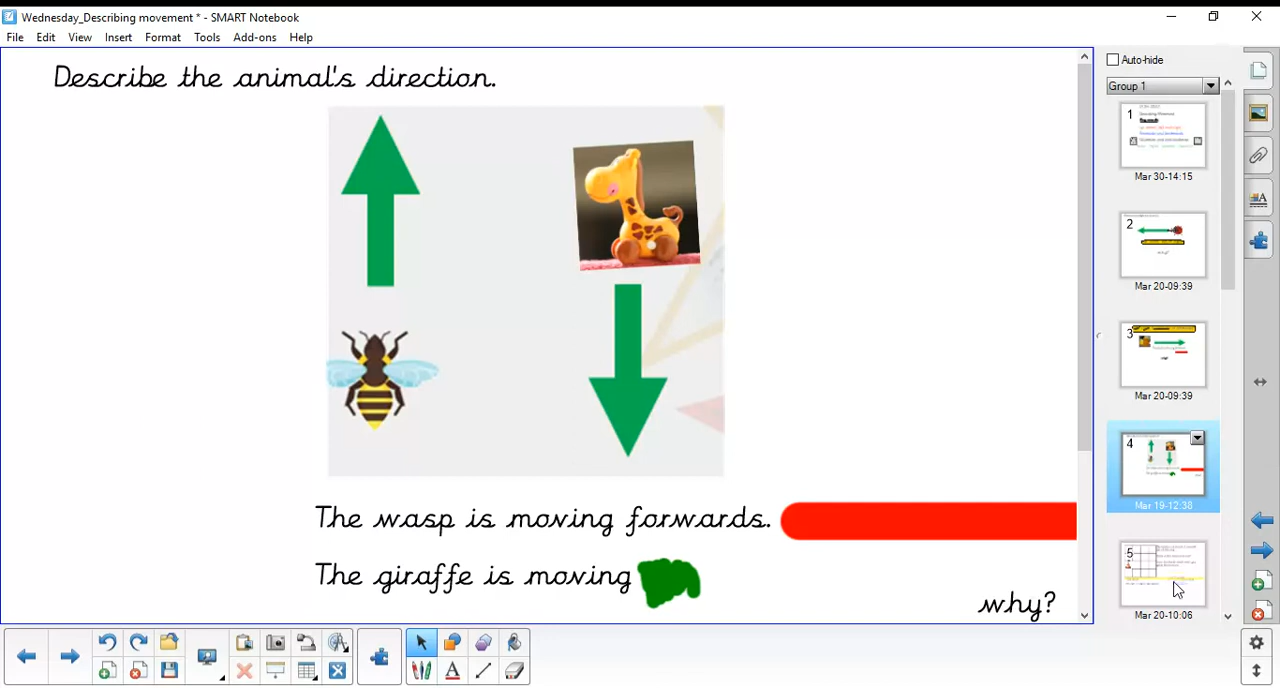 Wednesday_Describing movement * - SMART Notebook
File Edit View Insert Format Tools Add-ons Help
Describe the animal's direction.
The wasp is moving forwards.
The giraffe is moving
why?
Auto-hide
Group 1
1
Mar 30-14:15
2
Mar 20-09:39
3
Mar 20-09:39
4
Mar 19-12:38
5
Mar 20-10:06